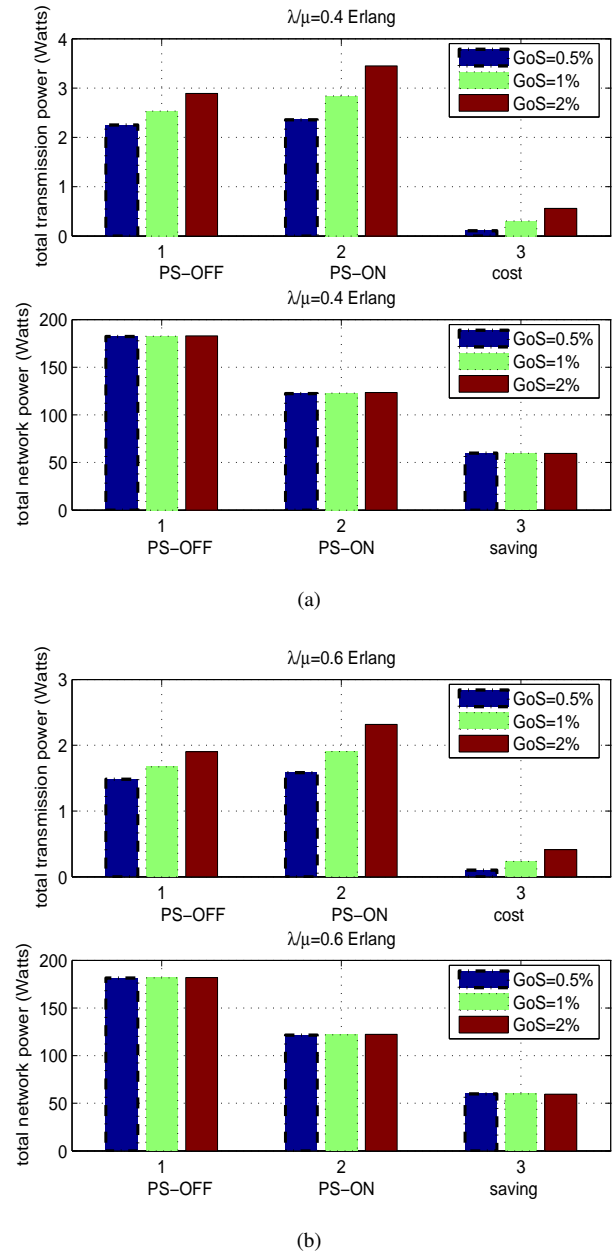 λ/μ=0.4 Erlang
total transmission power (Watts)
4
3
2
1
0
GoS=0.5%
GoS=1%
GoS=2%
1 2 3
PS−OFF PS−ON cost
λ/μ=0.4 Erlang
total network power (Watts)
200
150
100
50
0
GoS=0.5%
GoS=1%
GoS=2%
1 2 3
PS−OFF PS−ON saving
(a)
λ/μ=0.6 Erlang
total transmission power (Watts)
3
2
1
0
GoS=0.5%
GoS=1%
GoS=2%
1 2 3
PS−OFF PS−ON cost
λ/μ=0.6 Erlang
total network power (Watts)
200
150
100
50
0
GoS=0.5%
GoS=1%
GoS=2%
1 2 3
PS−OFF PS−ON saving
(b)